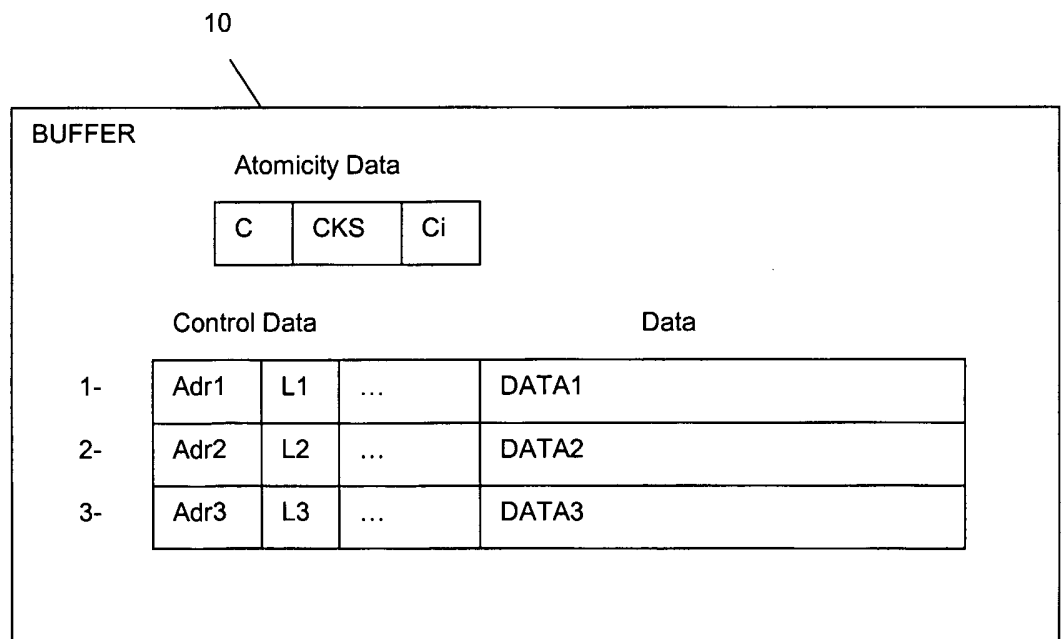 10
BUFFER
Atomicity Data
C CKS Ci
Control Data Data
1- Adr1 L1 ... DATA1
2- Adr2 L2 ... DATA2
3- Adr3 L3 ... DATA3